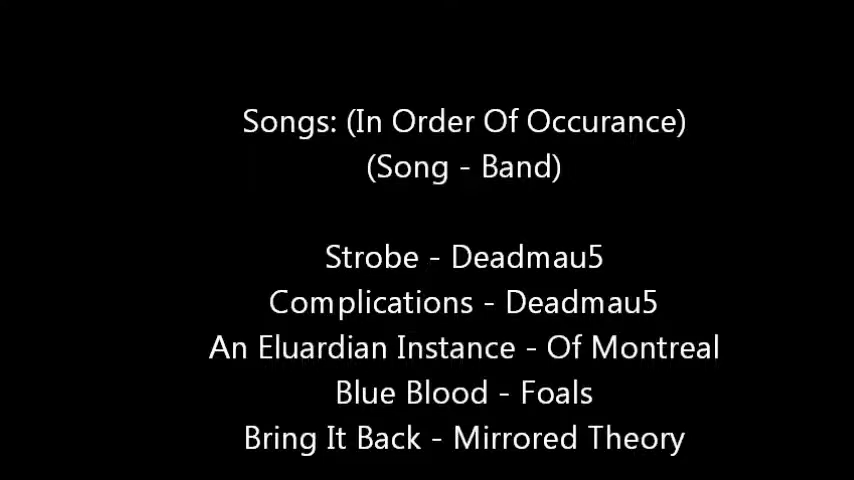 Songs: (In Order Of Occurance)
(Song - Band)
Strobe - Deadmau5
Complications - Deadmau5
An Eluardian Instance - Of Montreal
Blue Blood - Foals
Bring It Back - Mirrored Theory